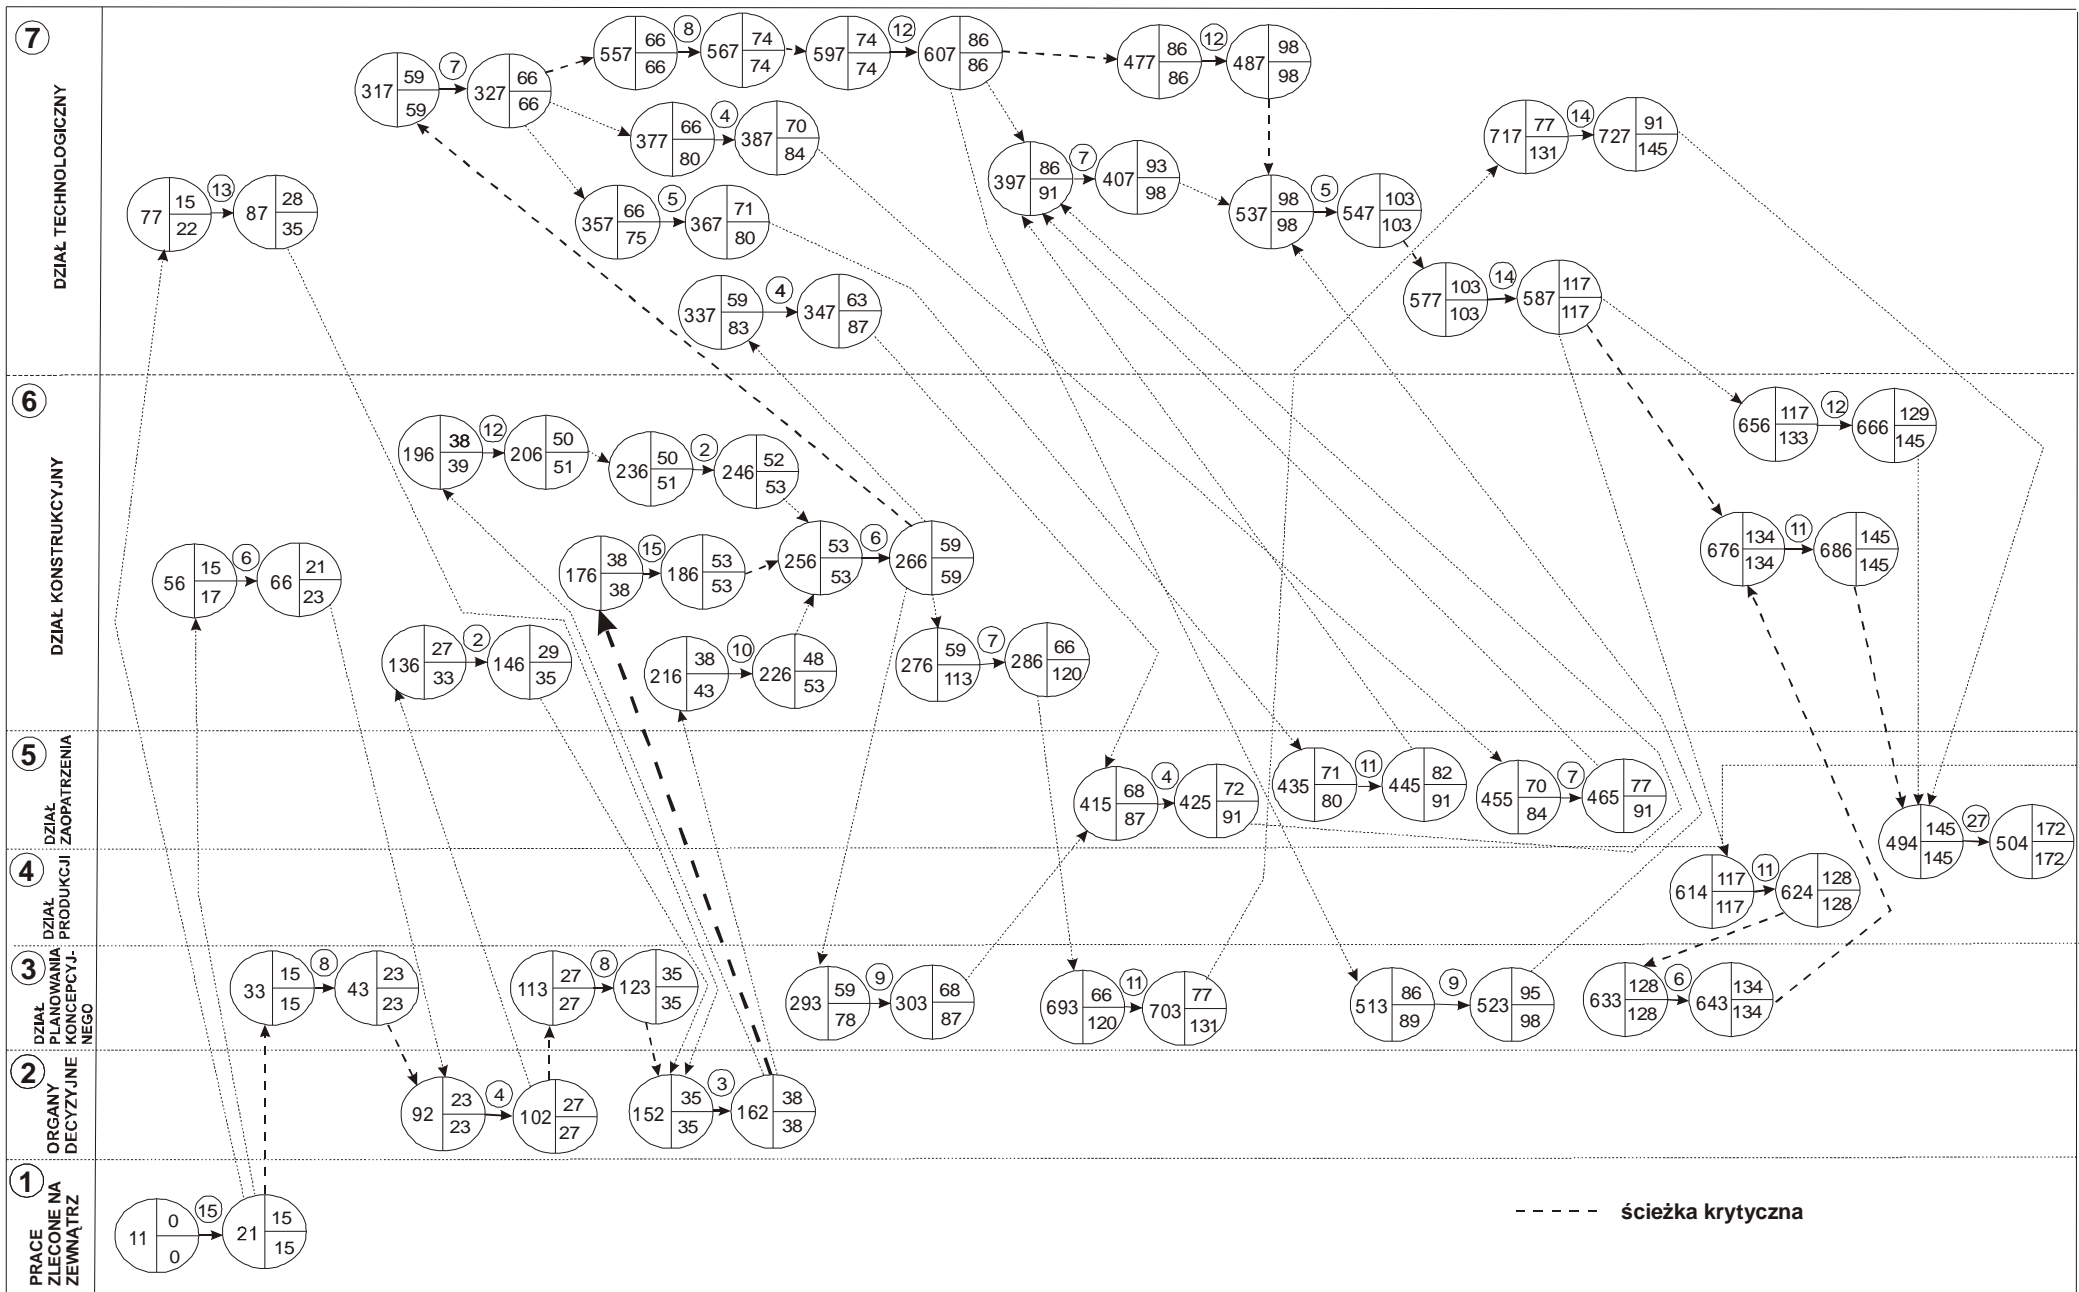 7
DZIAŁ TECHNOLOGICZNY
557 66 66
8
567 74 74
597 74 74
12
607 86 86
477 86 86
12
487 98 98
317 59 59
7
327 66 66
377 66 80
4
387 70 84
717 77 131
14
727 91 145
397 86 91
7
407 93 98
77 15 22
13
87 28 35
357 66 75
5
367 71 80
537 98 98
5
547 103 103
337 59 83
4
347 63 87
577 103 103
14
587 117 117
6
DZIAŁ KONSTRUKCYJNY
196 38 39
12
206 50 51
236 50 51
2
246 52 53
656 117 133
12
666 129 145
56 15 17
6
66 21 23
176 38 38
15
186 53 53
256 53 53
6
266 59 59
676 134 134
11
686 145 145
136 27 33
2
146 29 35
216 38 43
10
226 48 53
276 59 113
7
286 66 120
5
DZIAŁ
ZAOPATRZENIA
415 68 87
4
425 72 91
435 71 80
11
445 82 91
455 70 84
7
465 77 91
494 145 145
27
504 172 172
4
DZIAŁ
PRODUKCJI
614 117 117
11
624 128 128
3
DZIAŁ
PLANOWANIA
KONCEPCYJ-
NEGO
33 15 15
8
43 23 23
113 27 27
8
123 35 35
293 59 78
9
303 68 87
693 66 120
11
703 77 131
513 86 89
9
523 95 98
633 128 128
6
643 134 134
2
ORGANY
DECYZYJNE
92 23 23
4
102 27 27
152 35 35
3
162 38 38
1
PRACE
ZLECONE NA
ZEWNĄTRZ
11 0 0
15
21 15 15
ścieżka krytyczna